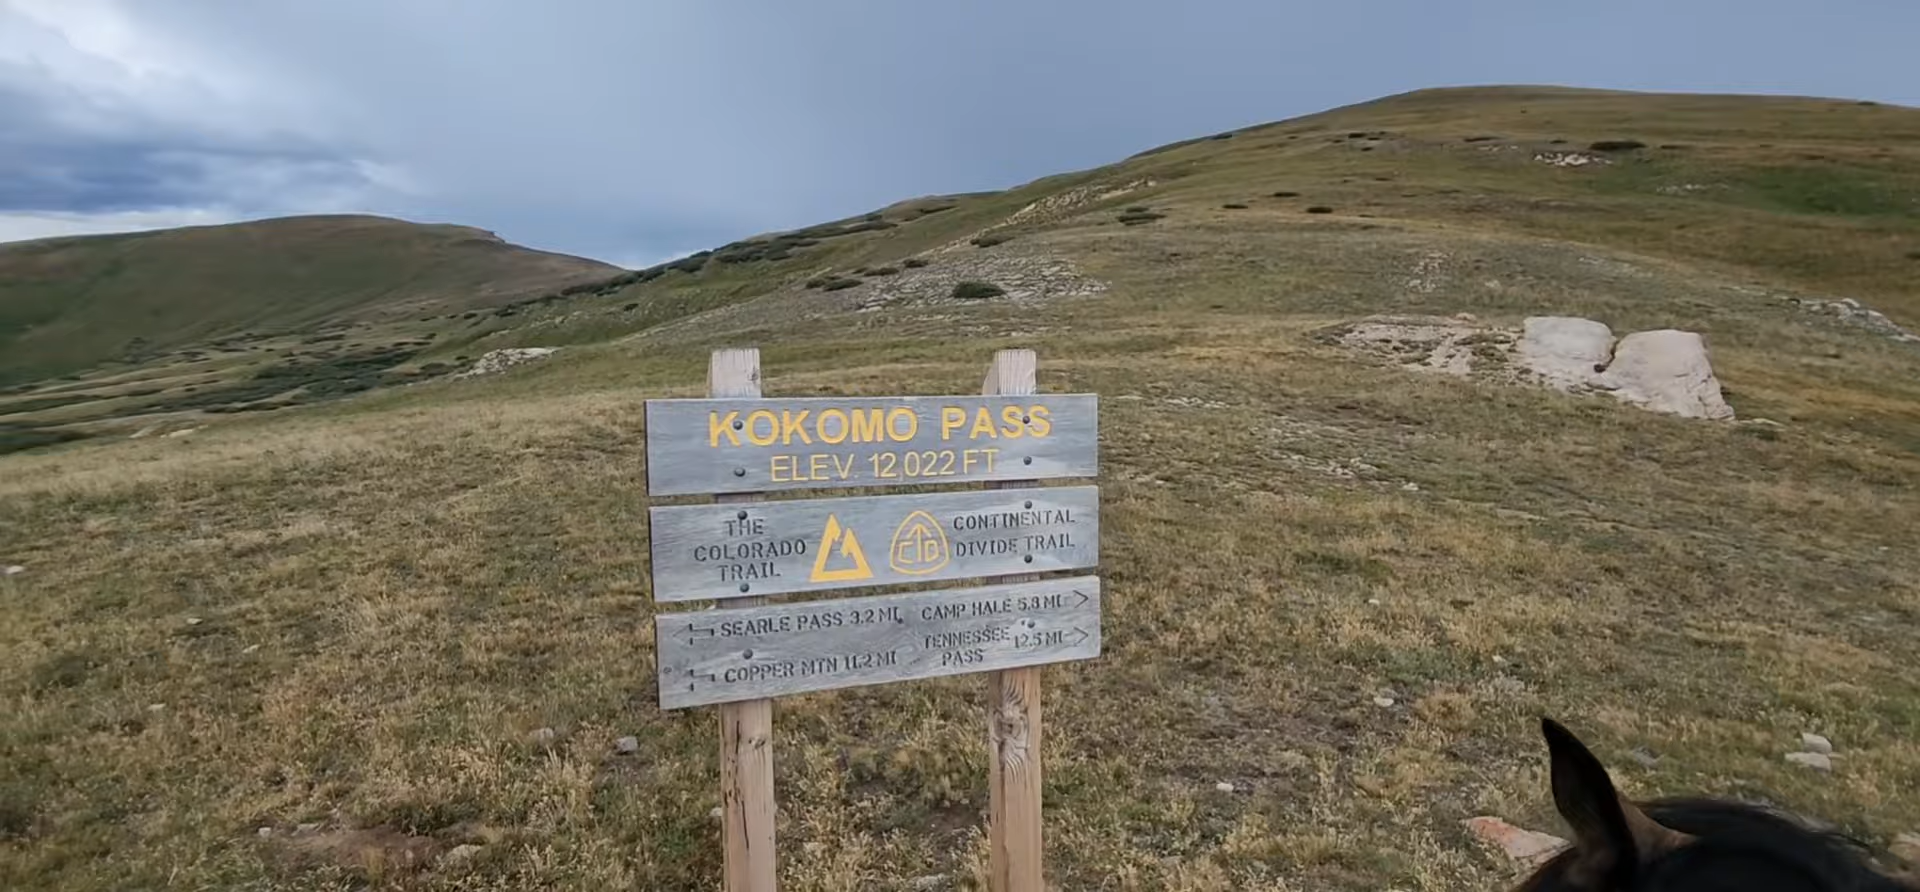 KOKOMO PASS
ELEV. 12,022 FT
THE
COLORADO
TRAIL
CTD
CONTINENTAL
DIVIDE TRAIL
SEARLE PASS 3.2 MI.
COPPER MTN 11.2 MI
CAMP HALE 5.8 MI
TENNESSEE
PASS
12.5 MI